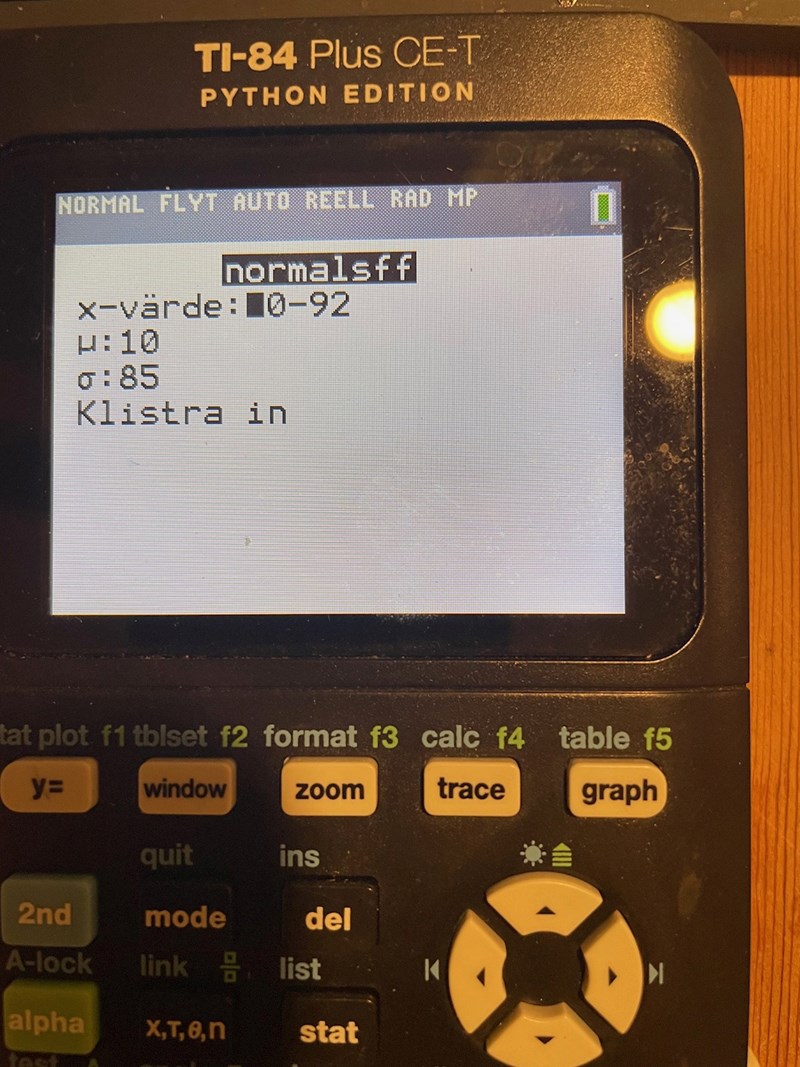 TI-84 Plus CE-T
PYTHON EDITION
NORMAL FLYT AUTO REELL RAD MP
normalsff
x-värde:■0-92
μ:10
σ:85
Klistra in
tat plot f1 tblset f2 format f3 calc f4 table f5
y= window zoom trace graph
quit ins
2nd mode del
A-lock link list
alpha X,T,θ,n stat
test A